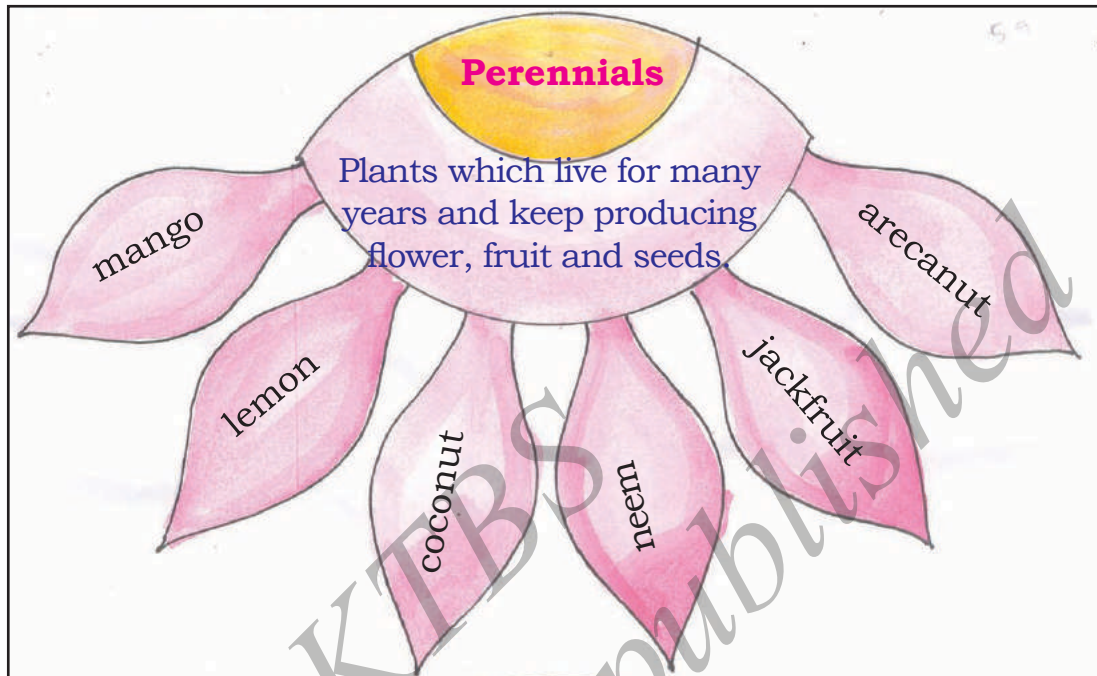 Perennials
Plants which live for many
years and keep producing
flower, fruit and seeds.
mango
lemon
coconut
neem
jackfruit
arecanut
KTBS
published